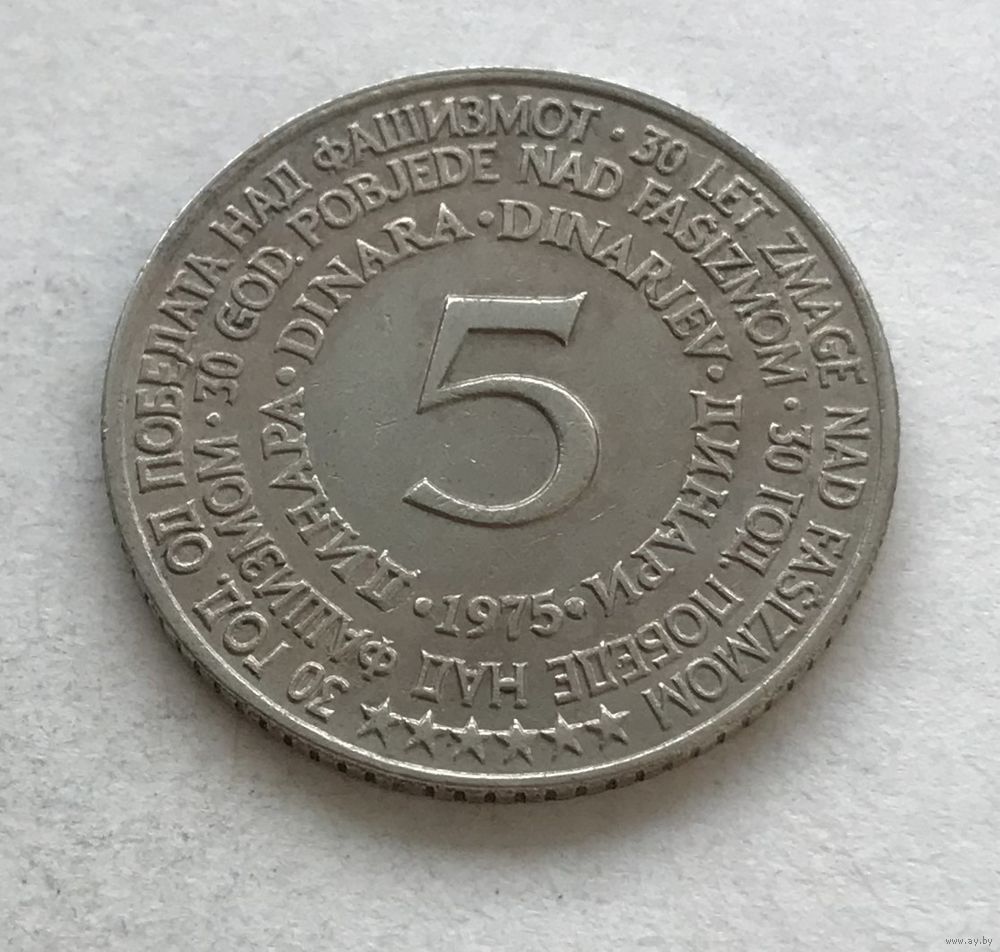 30 ГОД. ОД ПОБЕДАТА НАД ФАШИЗМОТ • 30 LET ZMAGE NAD FAŠIZMOM
30 GOD. POBJEDE NAD FAŠIZMOM • 30 ГОД. ПОБЕДЕ НАД ФАШИЗМОМ •
ДИНАРА • DINARA • DINARJEV • ДИНАРИ • 1975 •
5
www.ay.by